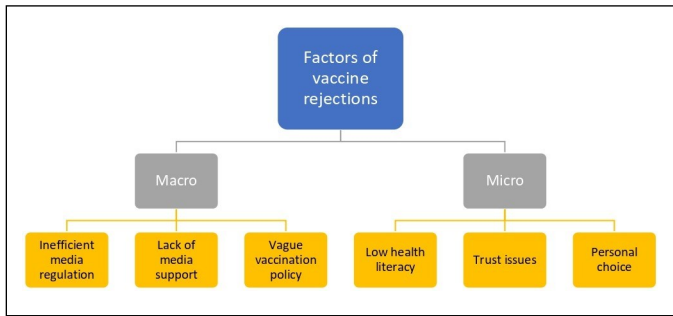 Factors of
vaccine
rejections
Macro
Micro
Inefficient
media
regulation
Lack of
media
support
Vague
vaccination
policy
Low health
literacy
Trust issues
Personal
choice